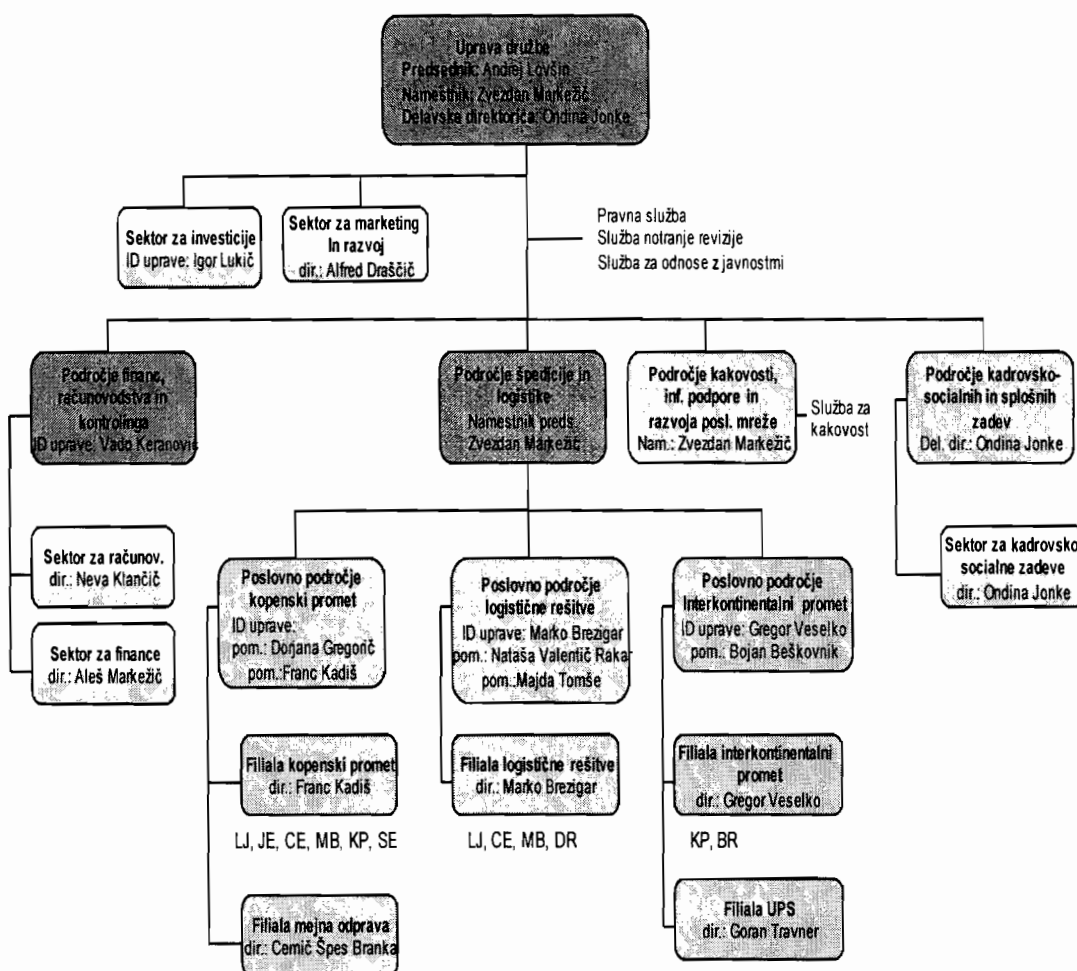 Uprava družbe
Predsednik: Andrej Lovšin
Namestnik: Zvezdan Markežič
Delavska direktorica: Ondina Jonke
Sektor za investicije
ID uprave: Igor Lukič
Sektor za marketing
In razvoj
dir.: Alfred Draščič
Pravna služba
Služba notranje revizije
Služba za odnose z javnostmi
Področje financ,
računovodstva in
kontrolinga
ID uprave: Vado Keranovič
Področje špedicije in
logistike
Namestnik preds.
Zvezdan Markežič
Področje kakovosti,
inf. podpore in
razvoja posl. mreže
Nam.: Zvezdan Markežič
Služba za
kakovost
Področje kadrovsko-
socialnih in splošnih
zadev
Del. dir.: Ondina Jonke
Sektor za računov.
dir.: Neva Klančič
Sektor za finance
dir.: Aleš Markežič
Sektor za kadrovsko
socialne zadeve
dir.: Ondina Jonke
Poslovno področje
kopenski promet
ID uprave:
pom.: Dorjana Gregorič
pom.:Franc Kadiš
Poslovno področje
logistične rešitve
ID uprave: Marko Brezigar
pom.: Nataša Valentič Rakar
pom.:Majda Tomše
Poslovno področje
Interkontinentalni promet
ID uprave: Gregor Veselko
pom.: Bojan Beškovnik
Filiala kopenski promet
dir.: Franc Kadiš
LJ, JE, CE, MB, KP, SE
Filiala logistične rešitve
dir.: Marko Brezigar
LJ, CE, MB, DR
Filiala interkontinentalni
promet
dir.: Gregor Veselko
KP, BR
Filiala mejna odprava
dir.: Cemič Špes Branka
Filiala UPS
dir.: Goran Travner